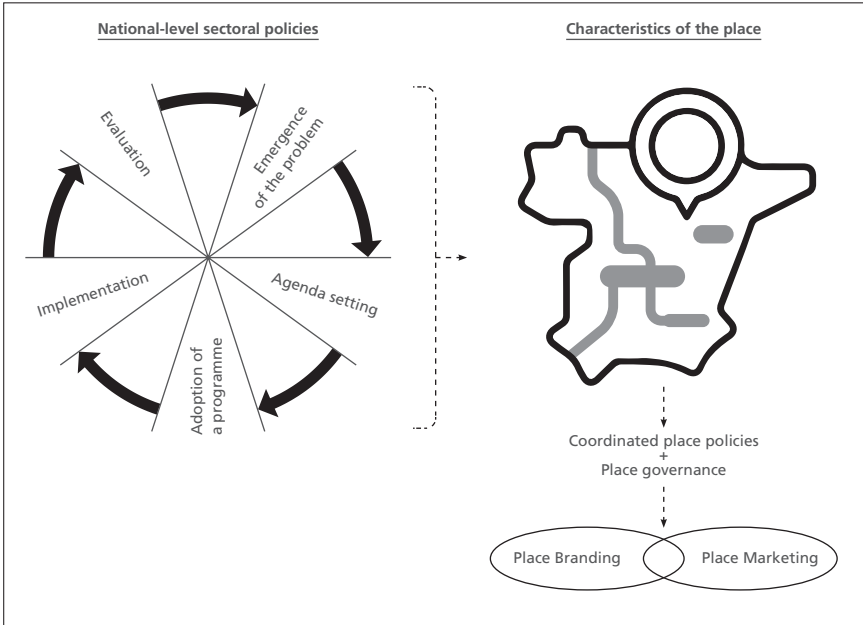 National-level sectoral policies
Characteristics of the place
Evaluation
Emergence
of the problem
Agenda setting
Adoption of
a programme
Implementation
Coordinated place policies
+
Place governance
Place Branding
Place Marketing